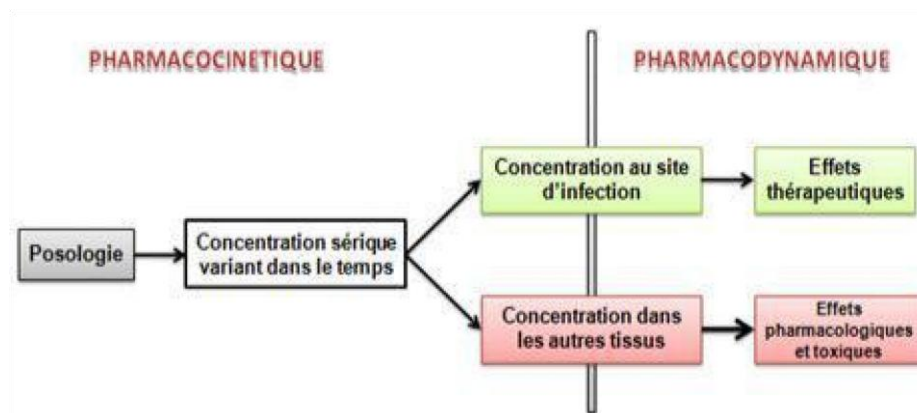 PHARMACOCINETIQUE
PHARMACODYNAMIQUE
Concentration au site
d'infection
Effets
thérapeutiques
Posologie
Concentration sérique
variant dans le temps
Concentration dans
les autres tissus
Effets
pharmacologiques
et toxiques